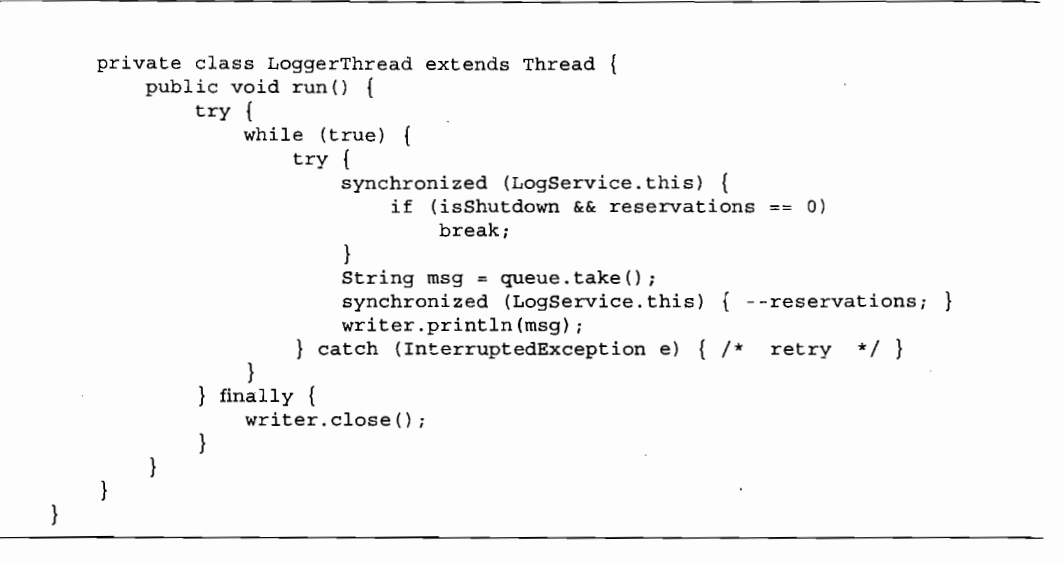 private class LoggerThread extends Thread {
public void run() {
try {
while (true) {
try {
synchronized (LogService.this) {
if (isShutdown && reservations == 0)
break;
}
String msg = queue.take();
synchronized (LogService.this) { --reservations; }
writer.println(msg);
} catch (InterruptedException e) { /* retry */ }
}
} finally {
writer.close();
}
}
}
}